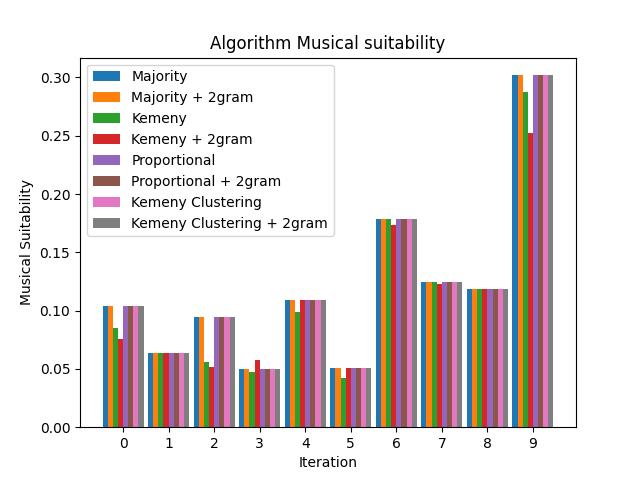 Algorithm Musical suitability
0.30
0.25
0.20
0.15
0.10
0.05
0.00
Musical Suitability
Majority
Majority + 2gram
Kemeny
Kemeny + 2gram
Proportional
Proportional + 2gram
Kemeny Clustering
Kemeny Clustering + 2gram
0 1 2 3 4 5 6 7 8 9
Iteration